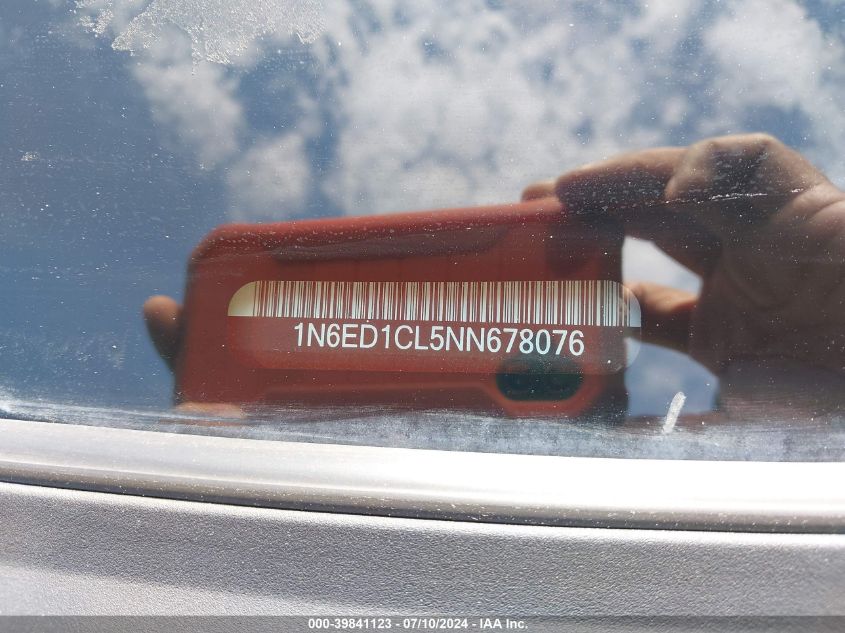 1N6ED1CL5NN678076
000-39841123 - 07/10/2024 - IAA Inc.